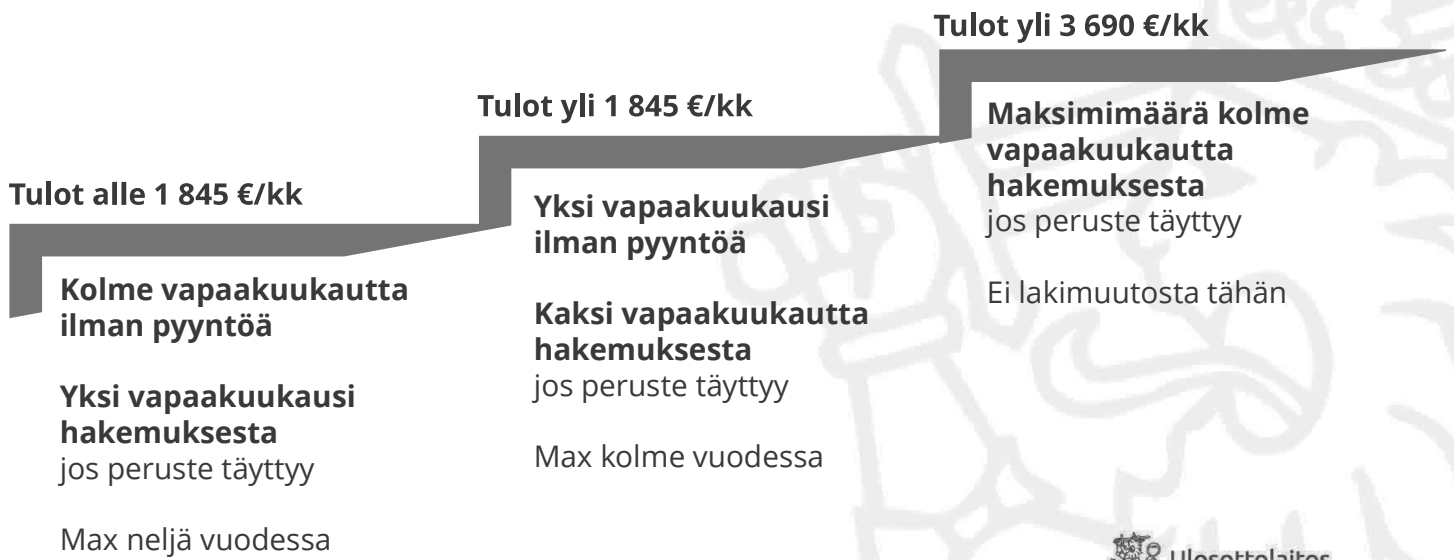 Tulot alle 1 845 €/kk
Kolme vapaakuukautta
ilman pyyntöä
Yksi vapaakuukausi
hakemuksesta
jos peruste täyttyy
Max neljä vuodessa
Tulot yli 1 845 €/kk
Yksi vapaakuukausi
ilman pyyntöä
Kaksi vapaakuukautta
hakemuksesta
jos peruste täyttyy
Max kolme vuodessa
Tulot yli 3 690 €/kk
Maksimimäärä kolme
vapaakuukautta
hakemuksesta
jos peruste täyttyy
Ei lakimuutosta tähän
Ulosottolaitos